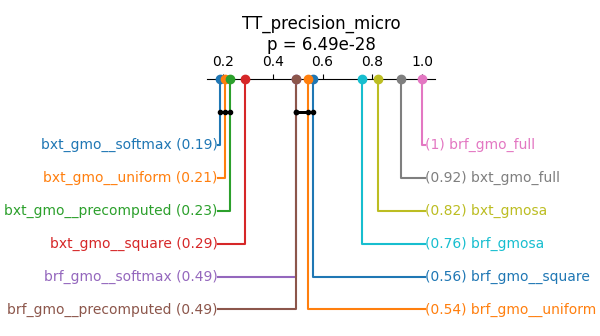 TT_precision_micro
p = 6.49e-28
0.2 0.4 0.6 0.8 1.0
bxt_gmo__softmax (0.19) (1) brf_gmo_full
bxt_gmo__uniform (0.21) (0.92) bxt_gmo_full
bxt_gmo__precomputed (0.23) (0.82) bxt_gmosa
bxt_gmo__square (0.29) (0.76) brf_gmosa
brf_gmo__softmax (0.49) (0.56) brf_gmo__square
brf_gmo__precomputed (0.49) (0.54) brf_gmo__uniform